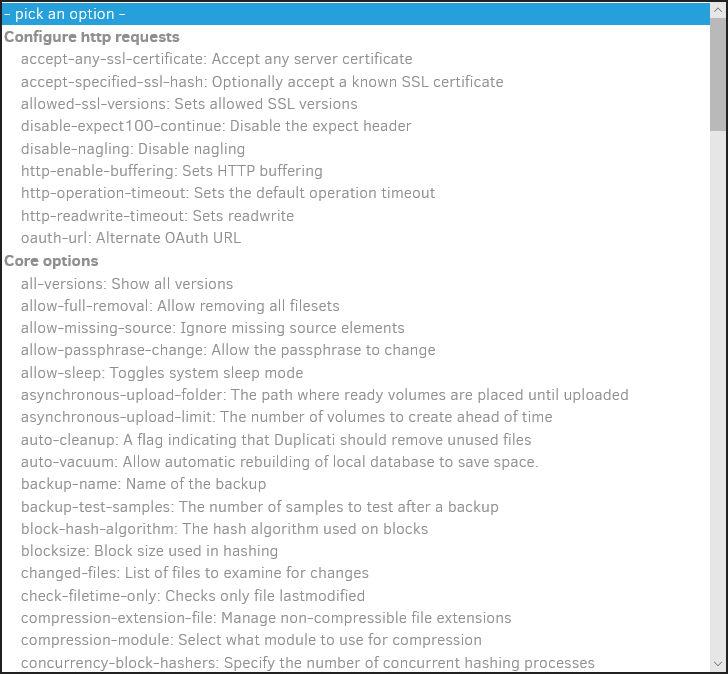 - pick an option -
Configure http requests
accept-any-ssl-certificate: Accept any server certificate
accept-specified-ssl-hash: Optionally accept a known SSL certificate
allowed-ssl-versions: Sets allowed SSL versions
disable-expect100-continue: Disable the expect header
disable-nagling: Disable nagling
http-enable-buffering: Sets HTTP buffering
http-operation-timeout: Sets the default operation timeout
http-readwrite-timeout: Sets readwrite
oauth-url: Alternate OAuth URL
Core options
all-versions: Show all versions
allow-full-removal: Allow removing all filesets
allow-missing-source: Ignore missing source elements
allow-passphrase-change: Allow the passphrase to change
allow-sleep: Toggles system sleep mode
asynchronous-upload-folder: The path where ready volumes are placed until uploaded
asynchronous-upload-limit: The number of volumes to create ahead of time
auto-cleanup: A flag indicating that Duplicati should remove unused files
auto-vacuum: Allow automatic rebuilding of local database to save space.
backup-name: Name of the backup
backup-test-samples: The number of samples to test after a backup
block-hash-algorithm: The hash algorithm used on blocks
blocksize: Block size used in hashing
changed-files: List of files to examine for changes
check-filetime-only: Checks only file lastmodified
compression-extension-file: Manage non-compressible file extensions
compression-module: Select what module to use for compression
concurrency-block-hashers: Specify the number of concurrent hashing processes